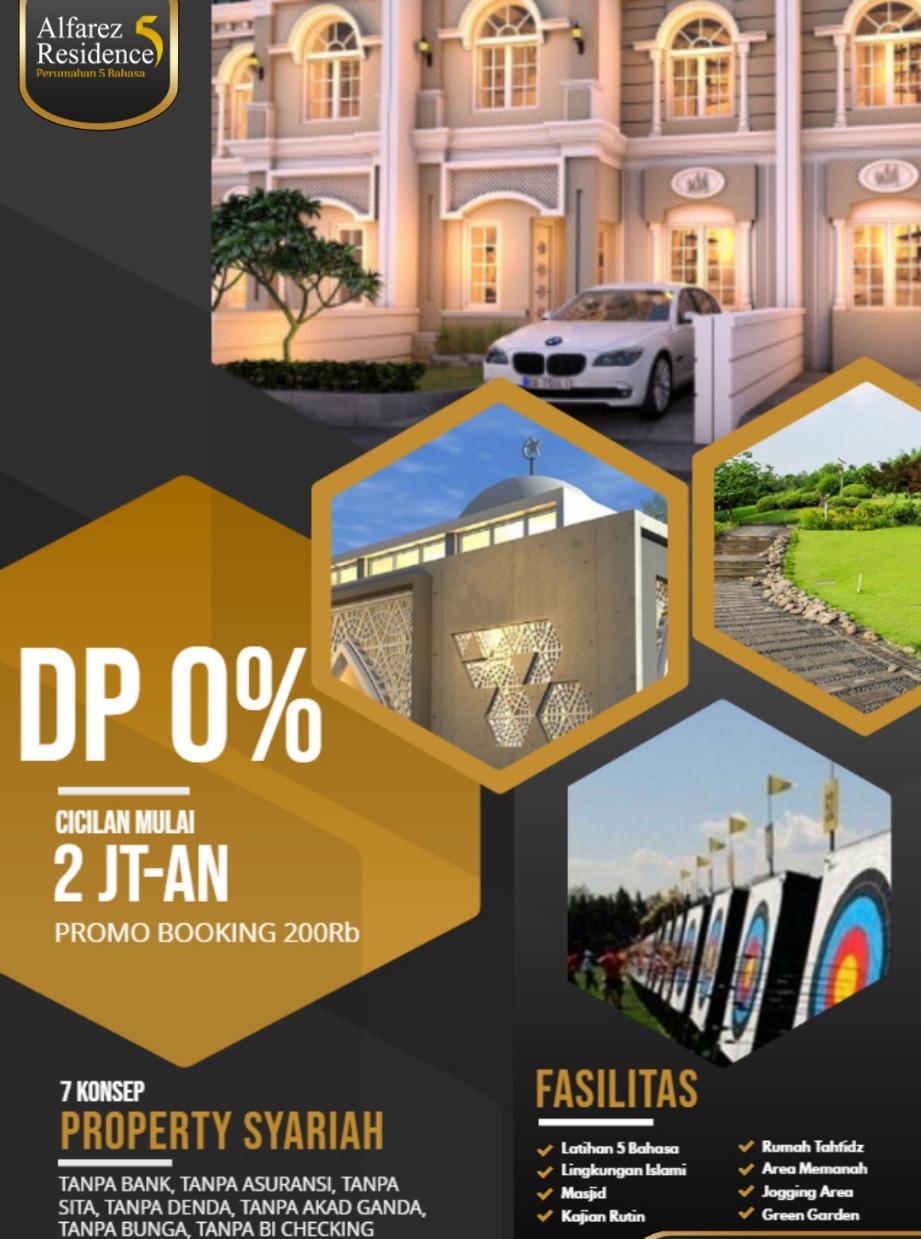 Alfarez 5
Residence
Perumahan 5 Bahasa
DP 0%
CICILAN MULAI
2 JT-AN
PROMO BOOKING 200Rb
7 KONSEP
PROPERTY SYARIAH
TANPA BANK, TANPA ASURANSI, TANPA
SITA, TANPA DENDA, TANPA AKAD GANDA,
TANPA BUNGA, TANPA BI CHECKING
FASILITAS
Latihan 5 Bahasa
Lingkungan Islami
Masjid
Kajian Rutin
Rumah Tahfidz
Area Memanah
Jogging Area
Green Garden